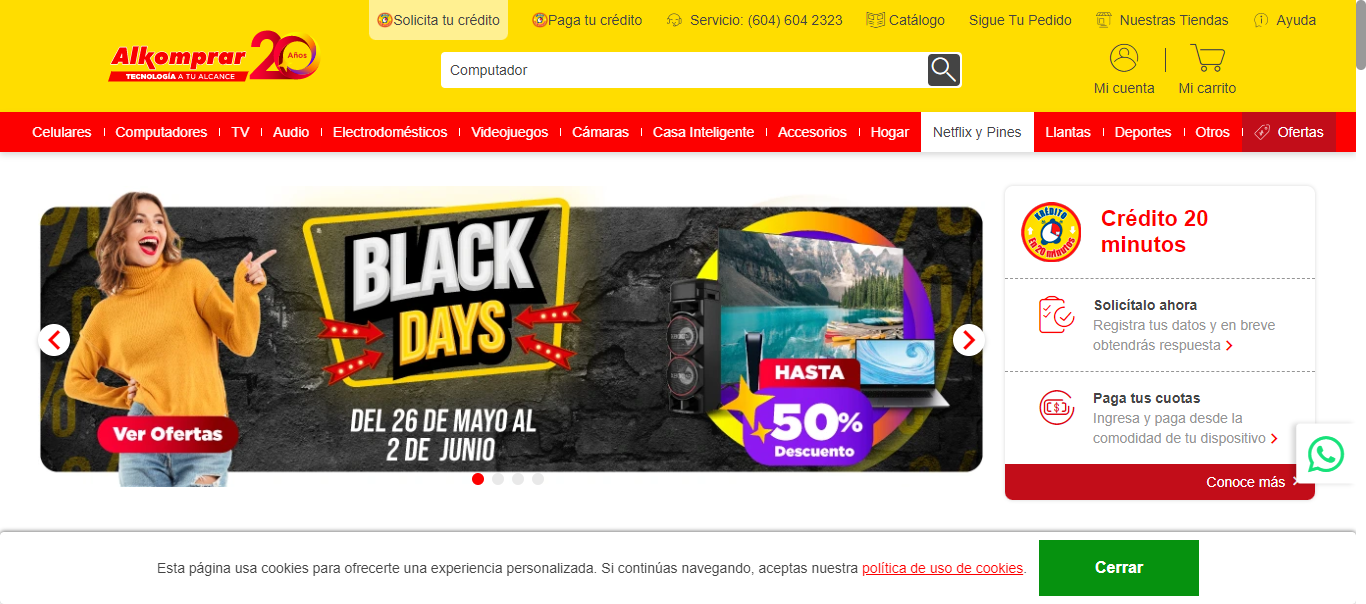 Solicita tu crédito
Paga tu crédito
Servicio: (604) 604 2323
Catálogo
Sigue Tu Pedido
Nuestras Tiendas
Ayuda
Alkomprar 20 Años
TECNOLOGÍA A TU ALCANCE
Computador
Mi cuenta
Mi carrito
Celulares
Computadores
TV
Audio
Electrodomésticos
Videojuegos
Cámaras
Casa Inteligente
Accesorios
Hogar
Netflix y Pines
Llantas
Deportes
Otros
Ofertas
BLACK
DAYS
DEL 26 DE MAYO AL
2 DE JUNIO
Ver Ofertas
HASTA
50%
Descuento
KRÉDITO
En 20 minutos
Crédito 20
minutos
Solicítalo ahora
Registra tus datos y en breve
obtendrás respuesta
Paga tus cuotas
Ingresa y paga desde la
comodidad de tu dispositivo
Conoce más
Esta página usa cookies para ofrecerte una experiencia personalizada. Si continúas navegando, aceptas nuestra política de uso de cookies.
Cerrar